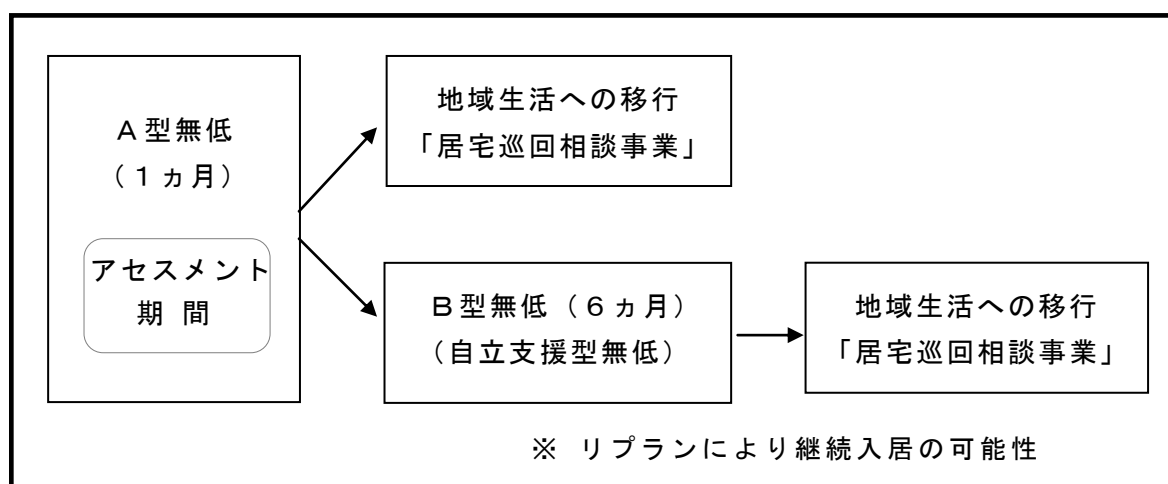 A型無低
(1ヵ月)
アセスメント
期間
地域生活への移行
「居宅巡回相談事業」
B型無低(6ヵ月)
(自立支援型無低)
地域生活への移行
「居宅巡回相談事業」
※ リプランにより継続入居の可能性